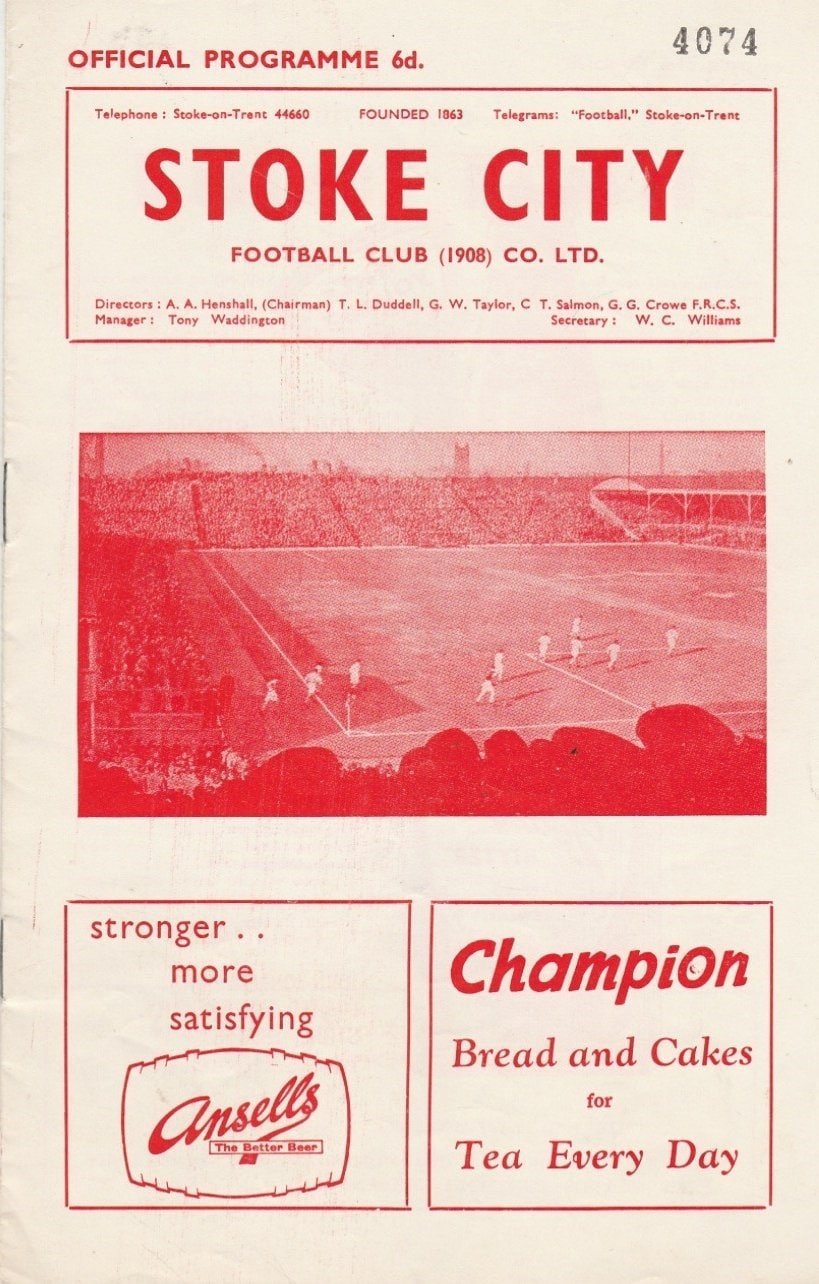 4074
OFFICIAL PROGRAMME 6d.
Telephone : Stoke-on-Trent 44660 FOUNDED 1863 Telegrams: "Football," Stoke-on-Trent
STOKE CITY
FOOTBALL CLUB (1908) CO. LTD.
Directors : A. A. Henshall, (Chairman) T. L. Duddell, G. W. Taylor, C T. Salmon, G. G. Crowe F.R.C.S.
Manager : Tony Waddington Secretary : W. C. Williams
stronger . .
more
satisfying
Ansells
The Better Beer
Champion
Bread and Cakes
for
Tea Every Day